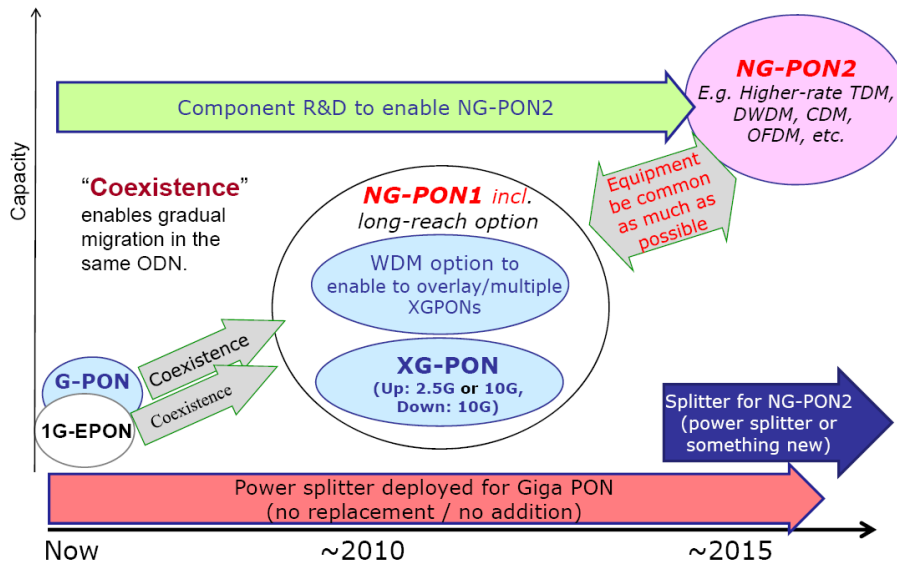 Capacity
Component R&D to enable NG-PON2
NG-PON2
E.g. Higher-rate TDM,
DWDM, CDM,
OFDM, etc.
“Coexistence”
enables gradual
migration in the
same ODN.
NG-PON1 incl.
long-reach option
Equipment
be common
as much as
possible
WDM option to
enable to overlay/multiple
XGPONs
G-PON
1G-EPON
Coexistence
Coexistence
XG-PON
(Up: 2.5G or 10G,
Down: 10G)
Splitter for NG-PON2
(power splitter or
something new)
Power splitter deployed for Giga PON
(no replacement / no addition)
Now
~2010
~2015